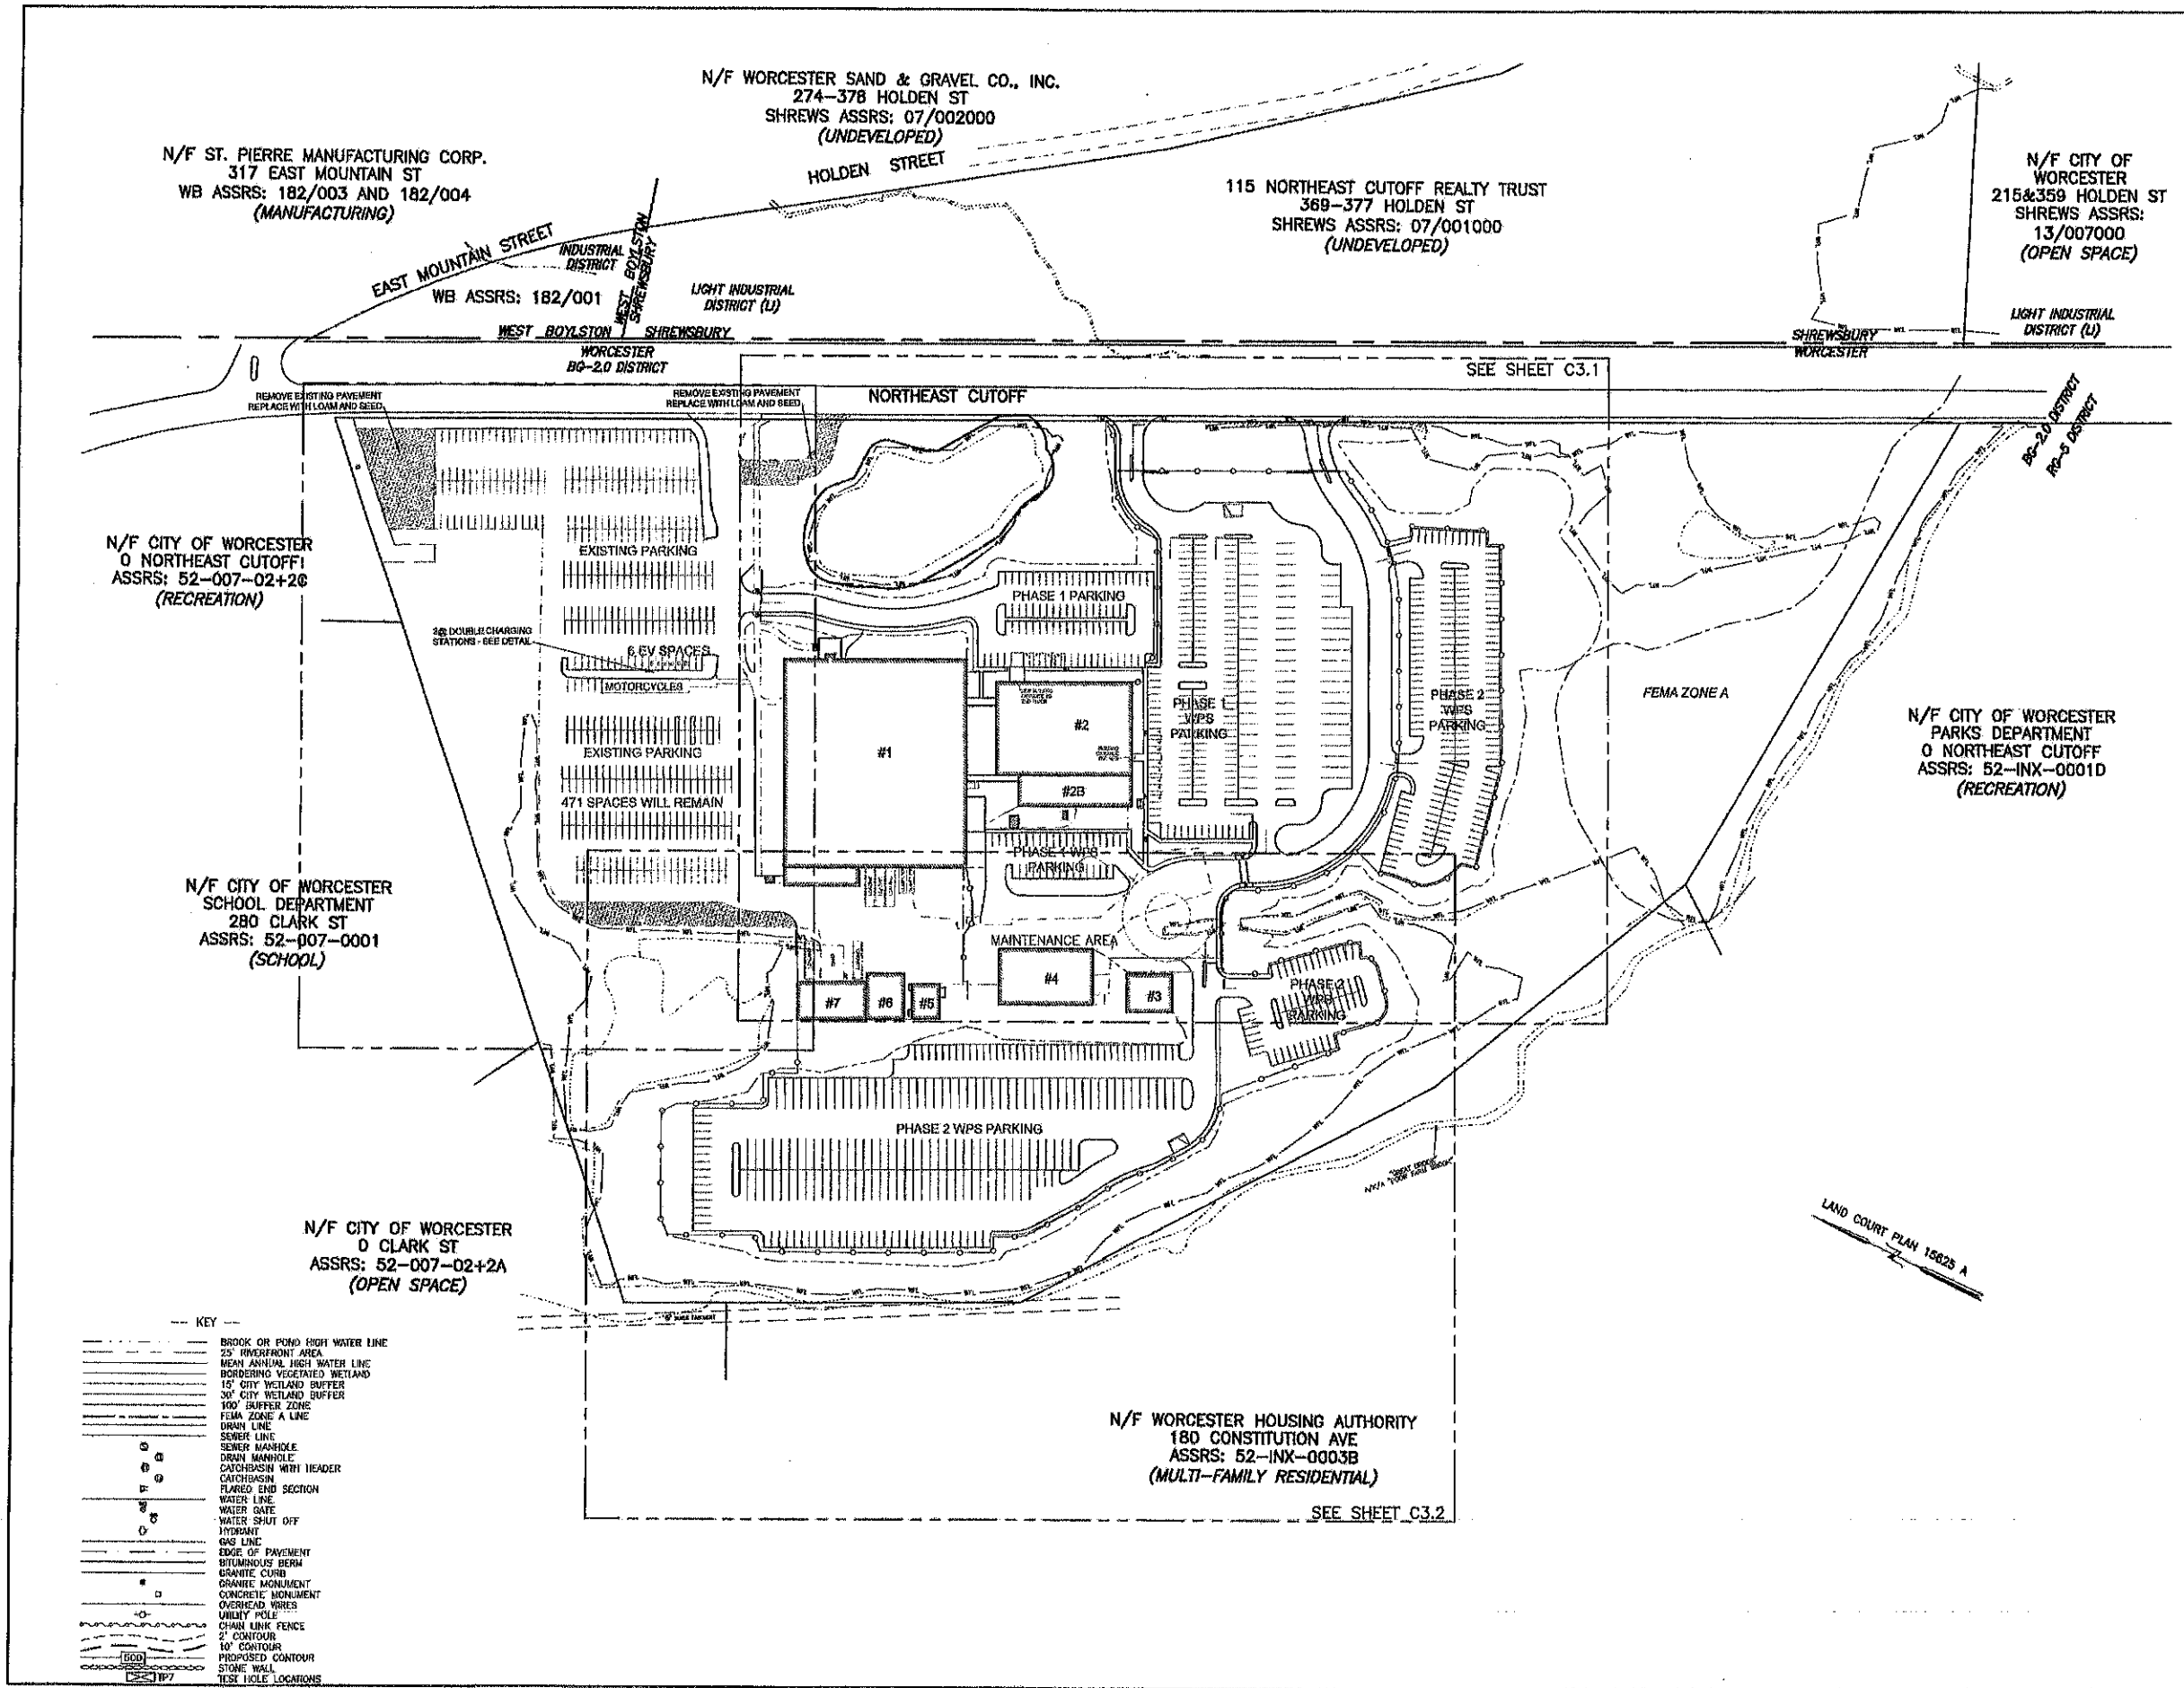 N/F WORCESTER SAND & GRAVEL CO., INC.
274-378 HOLDEN ST
SHREWS ASSRS: 07/002000
(UNDEVELOPED)
N/F ST. PIERRE MANUFACTURING CORP.
317 EAST MOUNTAIN ST
WB ASSRS: 182/003 AND 182/004
(MANUFACTURING)
HOLDEN STREET
115 NORTHEAST CUTOFF REALTY TRUST
369-377 HOLDEN ST
SHREWS ASSRS: 07/001000
(UNDEVELOPED)
N/F CITY OF
WORCESTER
215&359 HOLDEN ST
SHREWS ASSRS:
13/007000
(OPEN SPACE)
EAST MOUNTAIN STREET
INDUSTRIAL
DISTRICT
WEST BOYLSTON
SHREWSBURY
WB ASSRS: 182/001
LIGHT INDUSTRIAL
DISTRICT (LI)
LIGHT INDUSTRIAL
DISTRICT (LI)
WEST BOYLSTON
SHREWSBURY
WORCESTER
BG-2.0 DISTRICT
SHREWSBURY
WORCESTER
SEE SHEET C3.1
REMOVE EXISTING PAVEMENT
REPLACE WITH LOAM AND SEED
REMOVE EXISTING PAVEMENT
REPLACE WITH LOAM AND SEED
NORTHEAST CUTOFF
BG-2.0 DISTRICT
RG-5 DISTRICT
N/F CITY OF WORCESTER
0 NORTHEAST CUTOFF
ASSRS: 52-007-02+2C
(RECREATION)
EXISTING PARKING
PHASE 1 PARKING
DOUBLE CHARGING
STATIONS - SEE DETAIL
6 EV SPACES
MOTORCYCLES
EXISTING PARKING
471 SPACES WILL REMAIN
#1
#2
#2B
PHASE 1
WPS
PARKING
PHASE 2
WPS
PARKING
FEMA ZONE A
N/F CITY OF WORCESTER
PARKS DEPARTMENT
0 NORTHEAST CUTOFF
ASSRS: 52-INX-0001D
(RECREATION)
PHASE 1 WPS
PARKING
N/F CITY OF WORCESTER
SCHOOL DEPARTMENT
280 CLARK ST
ASSRS: 52-007-0001
(SCHOOL)
MAINTENANCE AREA
#7
#6
#5
#4
#3
PHASE 2
WPS
PARKING
PHASE 2 WPS PARKING
N/F CITY OF WORCESTER
0 CLARK ST
ASSRS: 52-007-02+2A
(OPEN SPACE)
LAND COURT PLAN 15625 A
N/F WORCESTER HOUSING AUTHORITY
180 CONSTITUTION AVE
ASSRS: 52-INX-0003B
(MULTI-FAMILY RESIDENTIAL)
SEE SHEET C3.2
--- KEY ---
BROOK OR POND HIGH WATER LINE
25' RIVERFRONT AREA
MEAN ANNUAL HIGH WATER LINE
BORDERING VEGETATED WETLAND
15' CITY WETLAND BUFFER
30' CITY WETLAND BUFFER
100' BUFFER ZONE
FEMA ZONE A LINE
DRAIN LINE
SEWER LINE
SEWER MANHOLE
DRAIN MANHOLE
CATCHBASIN WITH HEADER
CATCHBASIN
FLARED END SECTION
WATER LINE
WATER GATE
WATER SHUT OFF
HYDRANT
GAS LINE
EDGE OF PAVEMENT
BITUMINOUS BERM
GRANITE CURB
GRANITE MONUMENT
CONCRETE MONUMENT
OVERHEAD WIRES
UTILITY POLE
CHAIN LINK FENCE
2' CONTOUR
10' CONTOUR
500 PROPOSED CONTOUR
STONE WALL
TP7 TEST HOLE LOCATIONS